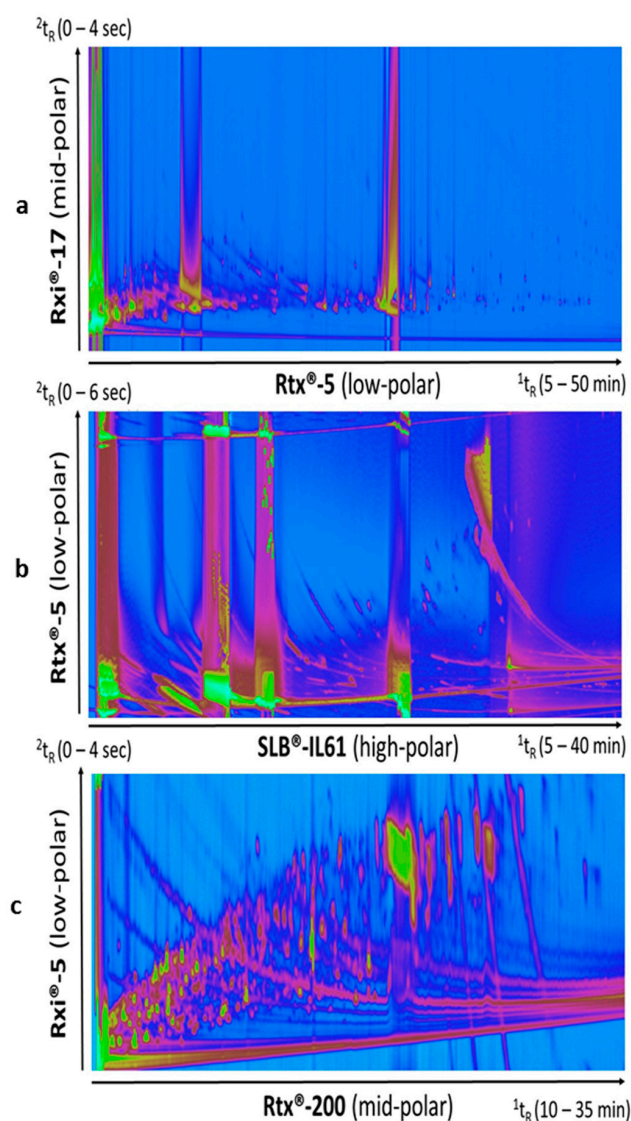 ²tR (0 – 4 sec)
a
Rxi®-17 (mid-polar)
Rtx®-5 (low-polar)
¹tR (5 – 50 min)
²tR (0 – 6 sec)
b
Rtx®-5 (low-polar)
SLB®-IL61 (high-polar)
¹tR (5 – 40 min)
²tR (0 – 4 sec)
c
Rxi®-5 (low-polar)
Rtx®-200 (mid-polar)
¹tR (10 – 35 min)